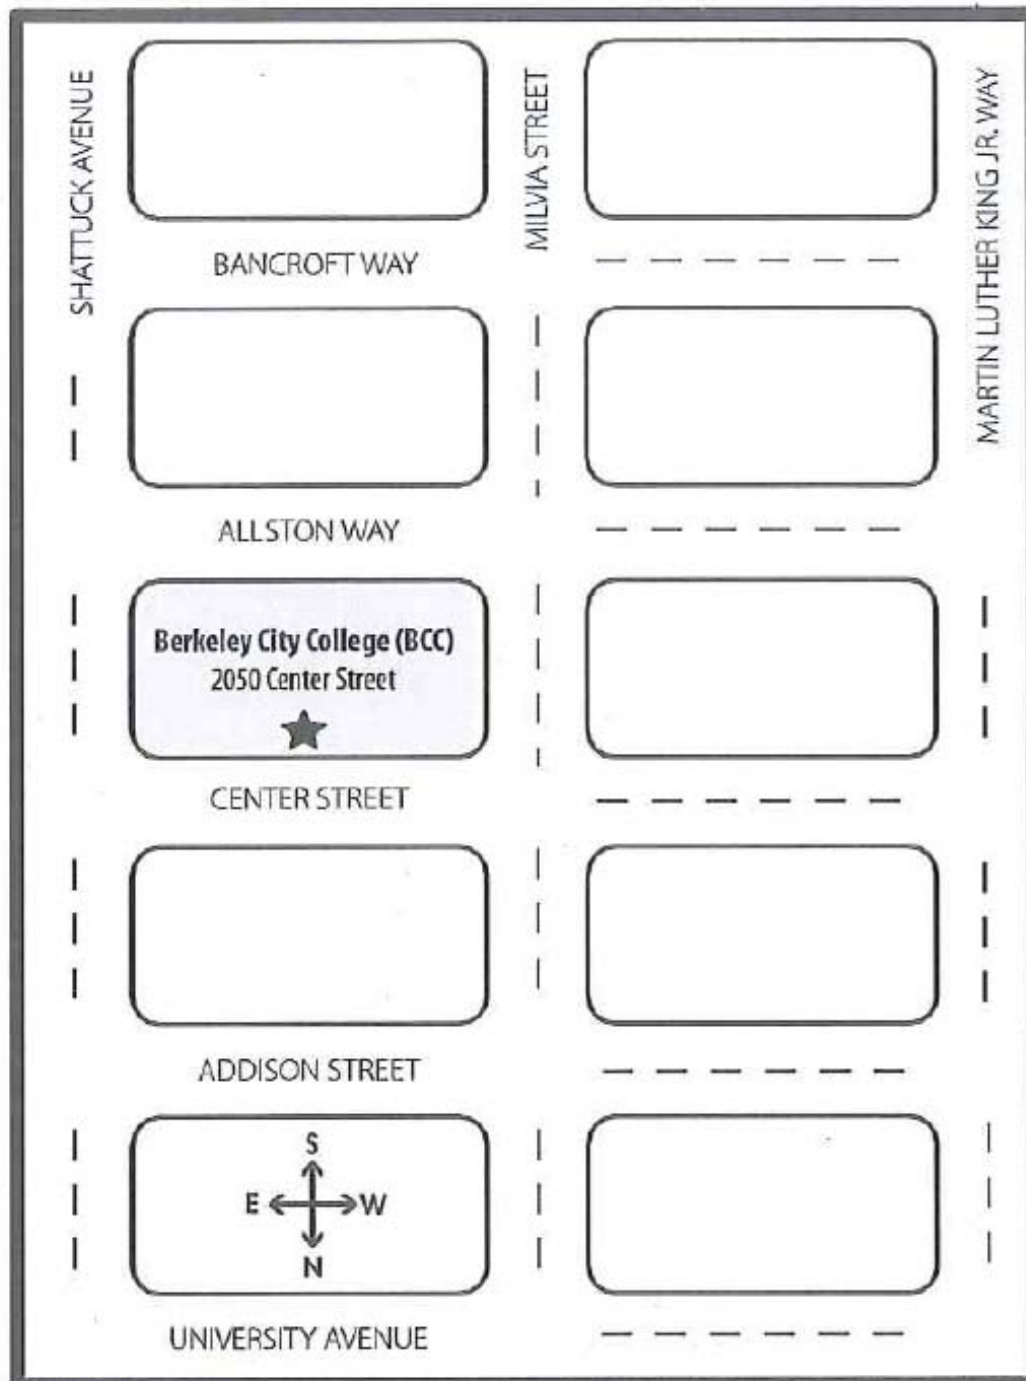 SHATTUCK AVENUE
MILVIA STREET
MARTIN LUTHER KING JR. WAY
BANCROFT WAY
ALLSTON WAY
Berkeley City College (BCC)
2050 Center Street
CENTER STREET
ADDISON STREET
S
E W
N
UNIVERSITY AVENUE